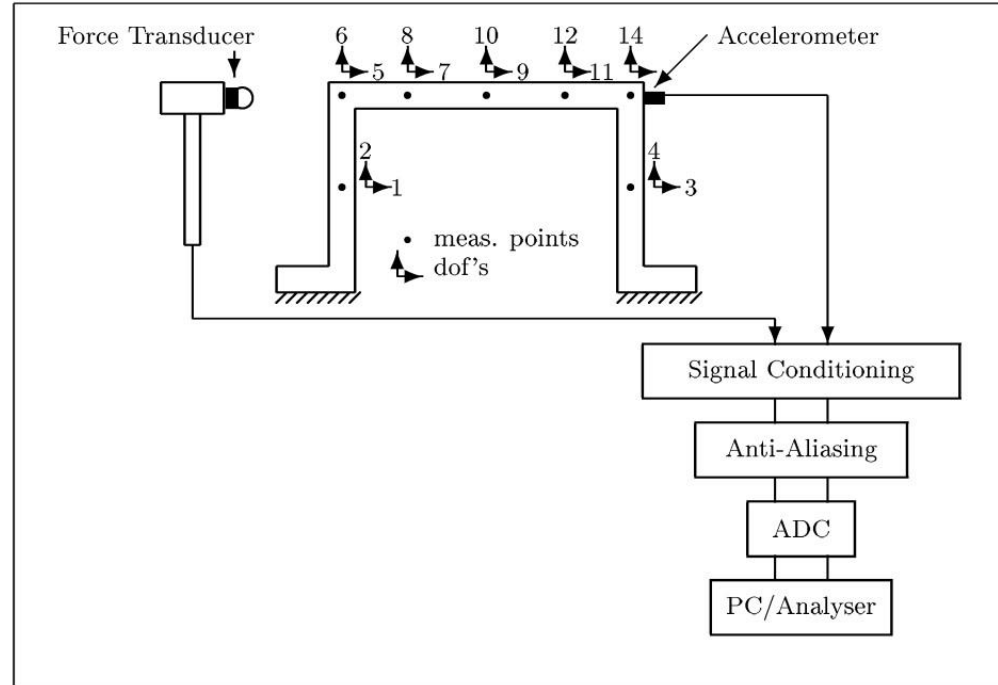 Force Transducer
6
8
10
12
14
Accelerometer
5
7
9
11
2
1
4
3
meas. points
dof's
Signal Conditioning
Anti-Aliasing
ADC
PC/Analyser